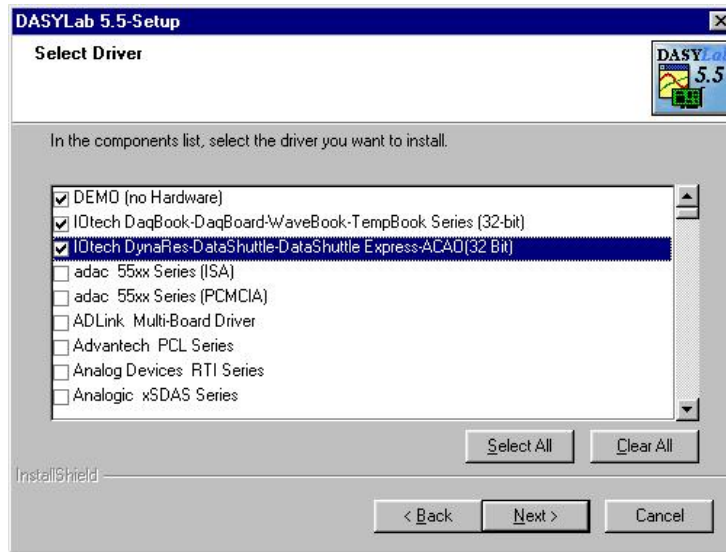 DASYLab 5.5-Setup
Select Driver
DASYLab
5.5
In the components list, select the driver you want to install.
DEMO (no Hardware)
IOtech DaqBook-DaqBoard-WaveBook-TempBook Series (32-bit)
IOtech DynaRes-DataShuttle-DataShuttle Express-ACAO(32 Bit)
adac 55xx Series (ISA)
adac 55xx Series (PCMCIA)
ADLink Multi-Board Driver
Advantech PCL Series
Analog Devices RTI Series
Analogic xSDAS Series
Select All
Clear All
InstallShield
< Back
Next >
Cancel